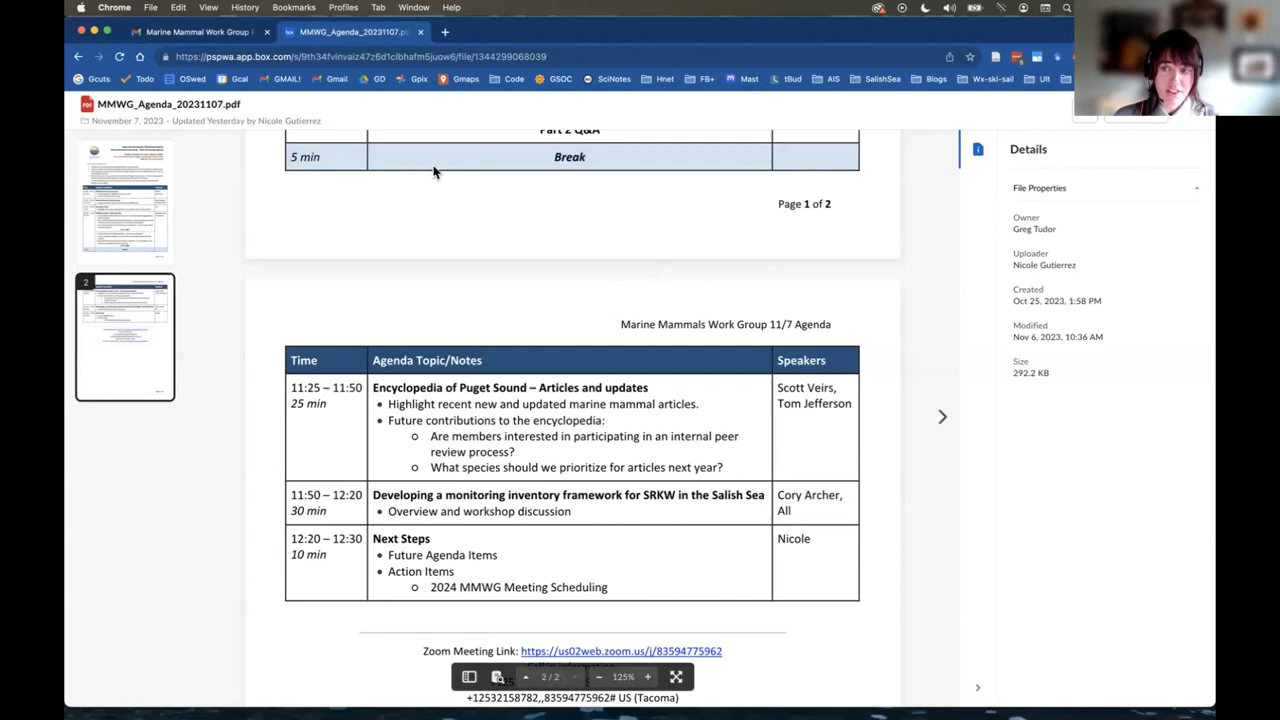 Chrome File Edit View History Bookmarks Profiles Tab Window Help
Marine Mammal Work Group
MMWG_Agenda_20231107.pd
https://pspwa.app.box.com/s/9th34fvinvaiz47z6d1clbhafm5juow6/file/1344299068039
Gcuts Todo OSwed Gcal GMAIL! Gmail GD Gpix Gmaps Code GSOC SciNotes Hnet FB+ Mast tBud AIS SalishSea Blogs Wx-ski-sail Ult
PDF MMWG_Agenda_20231107.pdf
November 7, 2023 • Updated Yesterday by Nicole Gutierrez
Part 2 Q&A
5 min Break
Page 1 of 2
2
Marine Mammals Work Group 11/7 Agenda
Time Agenda Topic/Notes Speakers
11:25 – 11:50 Encyclopedia of Puget Sound – Articles and updates Scott Veirs,
25 min • Highlight recent new and updated marine mammal articles. Tom Jefferson
• Future contributions to the encyclopedia:
o Are members interested in participating in an internal peer
review process?
o What species should we prioritize for articles next year?
11:50 – 12:20 Developing a monitoring inventory framework for SRKW in the Salish Sea Cory Archer,
30 min • Overview and workshop discussion All
12:20 – 12:30 Next Steps Nicole
10 min • Future Agenda Items
• Action Items
o 2024 MMWG Meeting Scheduling
Zoom Meeting Link: https://us02web.zoom.us/j/83594775962
2 / 2 125%
+12532158782,,83594775962# US (Tacoma)
Details
File Properties
Owner
Greg Tudor
Uploader
Nicole Gutierrez
Created
Oct 25, 2023, 1:58 PM
Modified
Nov 6, 2023, 10:36 AM
Size
292.2 KB